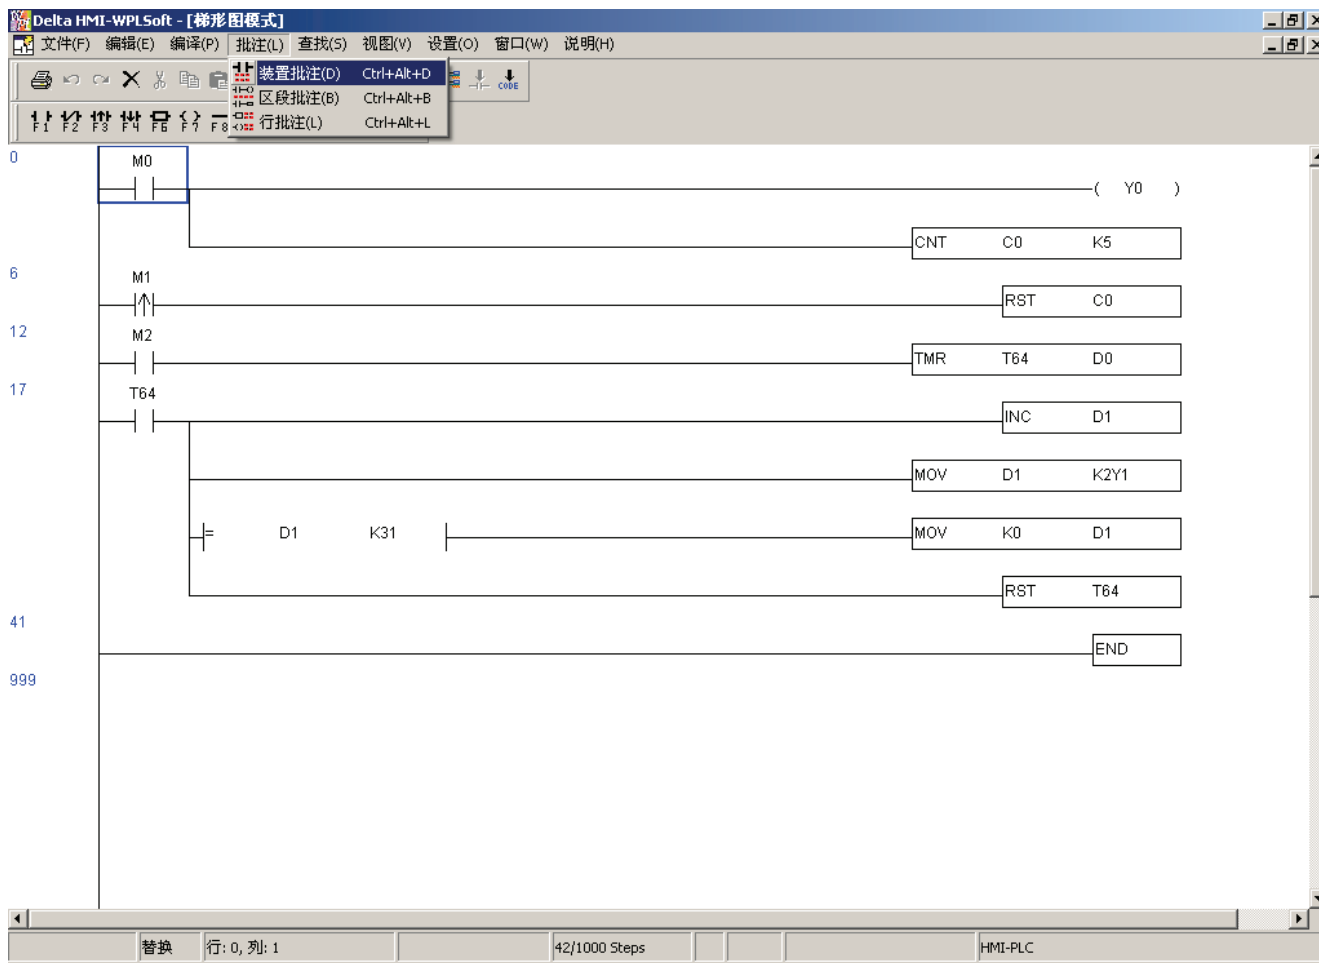 Delta HMI-WPLSoft - [梯形图模式]
文件(F) 编辑(E) 编译(P) 批注(L) 查找(S) 视图(V) 设置(O) 窗口(W) 说明(H)
装置批注(D) Ctrl+Alt+D
CODE
区段批注(B) Ctrl+Alt+B
行批注(L) Ctrl+Alt+L
F1 F2 F3 F4 F6 F7 F8
0
M0
( Y0 )
CNT C0 K5
6
M1
RST C0
12
M2
TMR T64 D0
17
T64
INC D1
MOV D1 K2Y1
= D1 K31 MOV K0 D1
RST T64
41
END
999
替换 行: 0, 列: 1 42/1000 Steps HMI-PLC